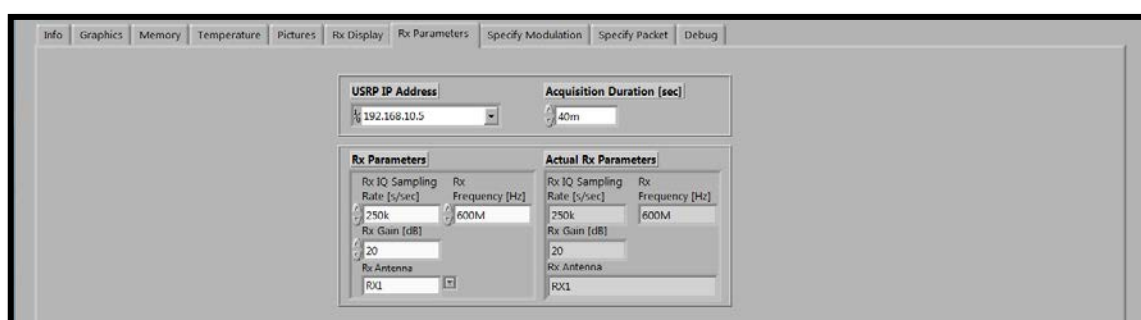 Info Graphics Memory Temperature Pictures Rx Display Rx Parameters Specify Modulation Specify Packet Debug
USRP IP Address
192.168.10.5
Acquisition Duration [sec]
40m
Rx Parameters
Rx IQ Sampling
Rate [s/sec]
250k
Rx
Frequency [Hz]
600M
Rx Gain [dB]
20
Rx Antenna
RX1
Actual Rx Parameters
Rx IQ Sampling
Rate [s/sec]
250k
Rx
Frequency [Hz]
600M
Rx Gain [dB]
20
Rx Antenna
RX1